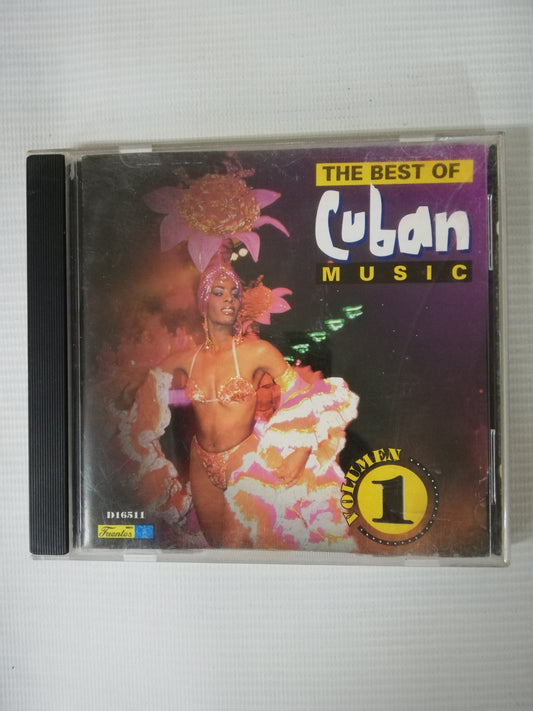 THE BEST OF
Cuban
MUSIC
VOLUMEN
1
D16511
Fuentes